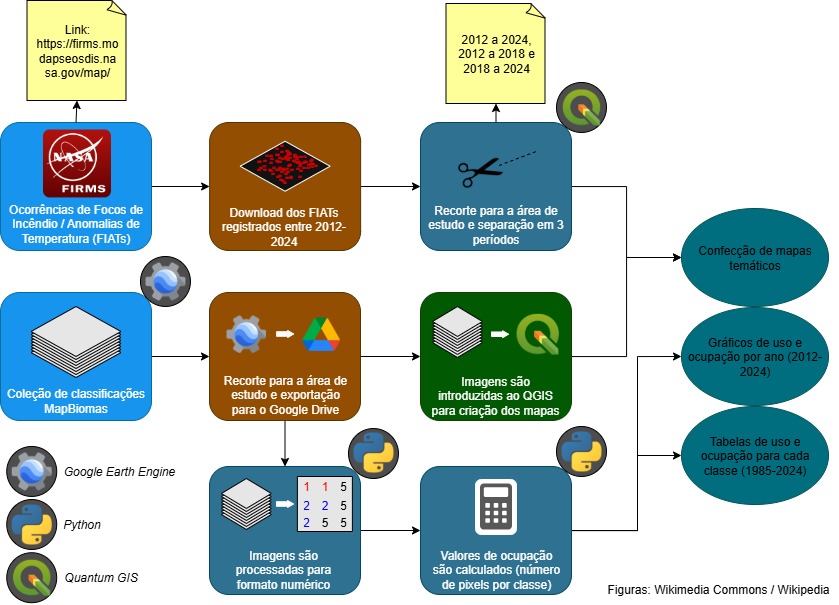 Link:
https://firms.mo
dapseosdis.na
sa.gov/map/
2012 a 2024,
2012 a 2018 e
2018 a 2024
NASA
FIRMS
Ocorrências de Focos de
Incêndio / Anomalias de
Temperatura (FIATs)
Download dos FIATs
registrados entre 2012-
2024
Recorte para a área de
estudo e separação em 3
períodos
Confecção de mapas
temáticos
Coleção de classificações
MapBiomas
Recorte para a área de
estudo e exportação
para o Google Drive
Imagens são
introduzidas ao QGIS
para criação dos mapas
Gráficos de uso e
ocupação por ano (2012-
2024)
Tabelas de uso e
ocupação para cada
classe (1985-2024)
Google Earth Engine
Python
Quantum GIS
1 1 5
2 2 5
2 5 5
Imagens são
processadas para
formato numérico
Valores de ocupação
são calculados (número
de pixels por classe)
Figuras: Wikimedia Commons / Wikipedia